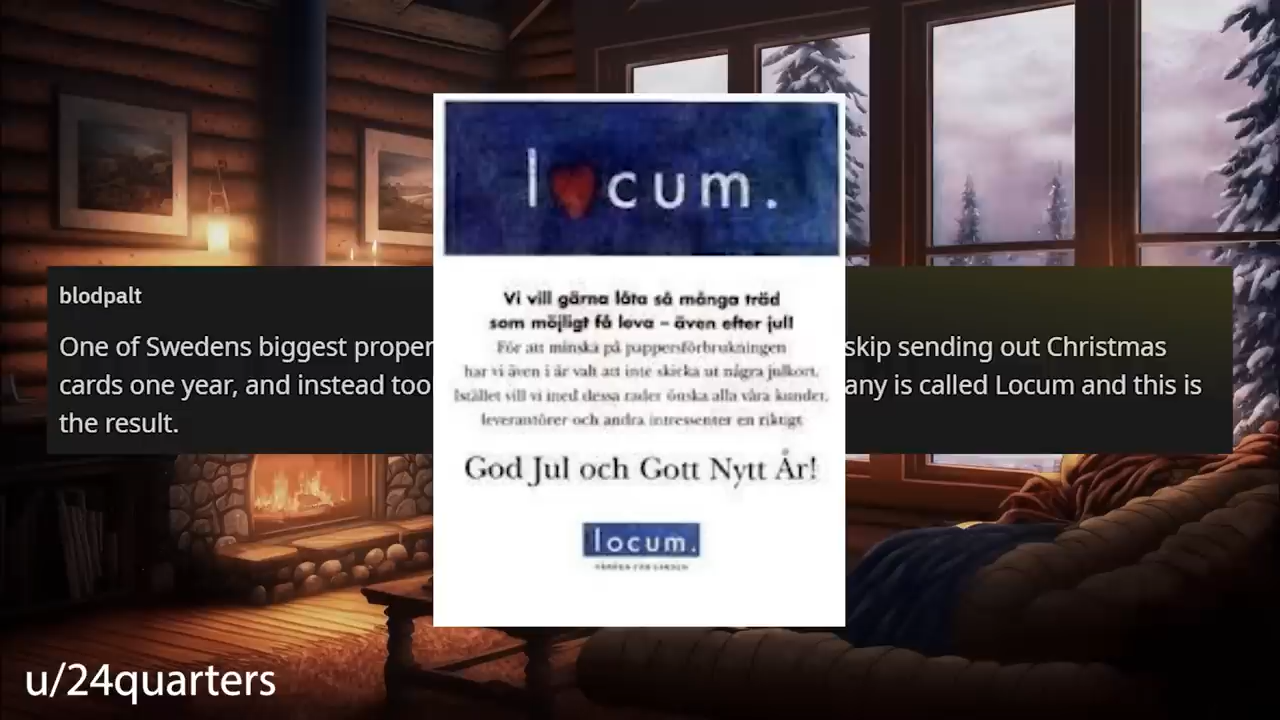 l❤cum.
Vi vill gärna låta så många träd
som möjligt få leva – även efter jul!
För att minska på pappersförbrukningen
har vi även i år valt att inte skicka ut några julkort.
Istället vill vi med dessa rader önska alla våra kunder,
leverantörer och andra intressenter en riktigt
God Jul och Gott Nytt År!
locum.
blodpalt
One of Swedens biggest proper skip sending out Christmas
cards one year, and instead too any is called Locum and this is
the result.
u/24quarters